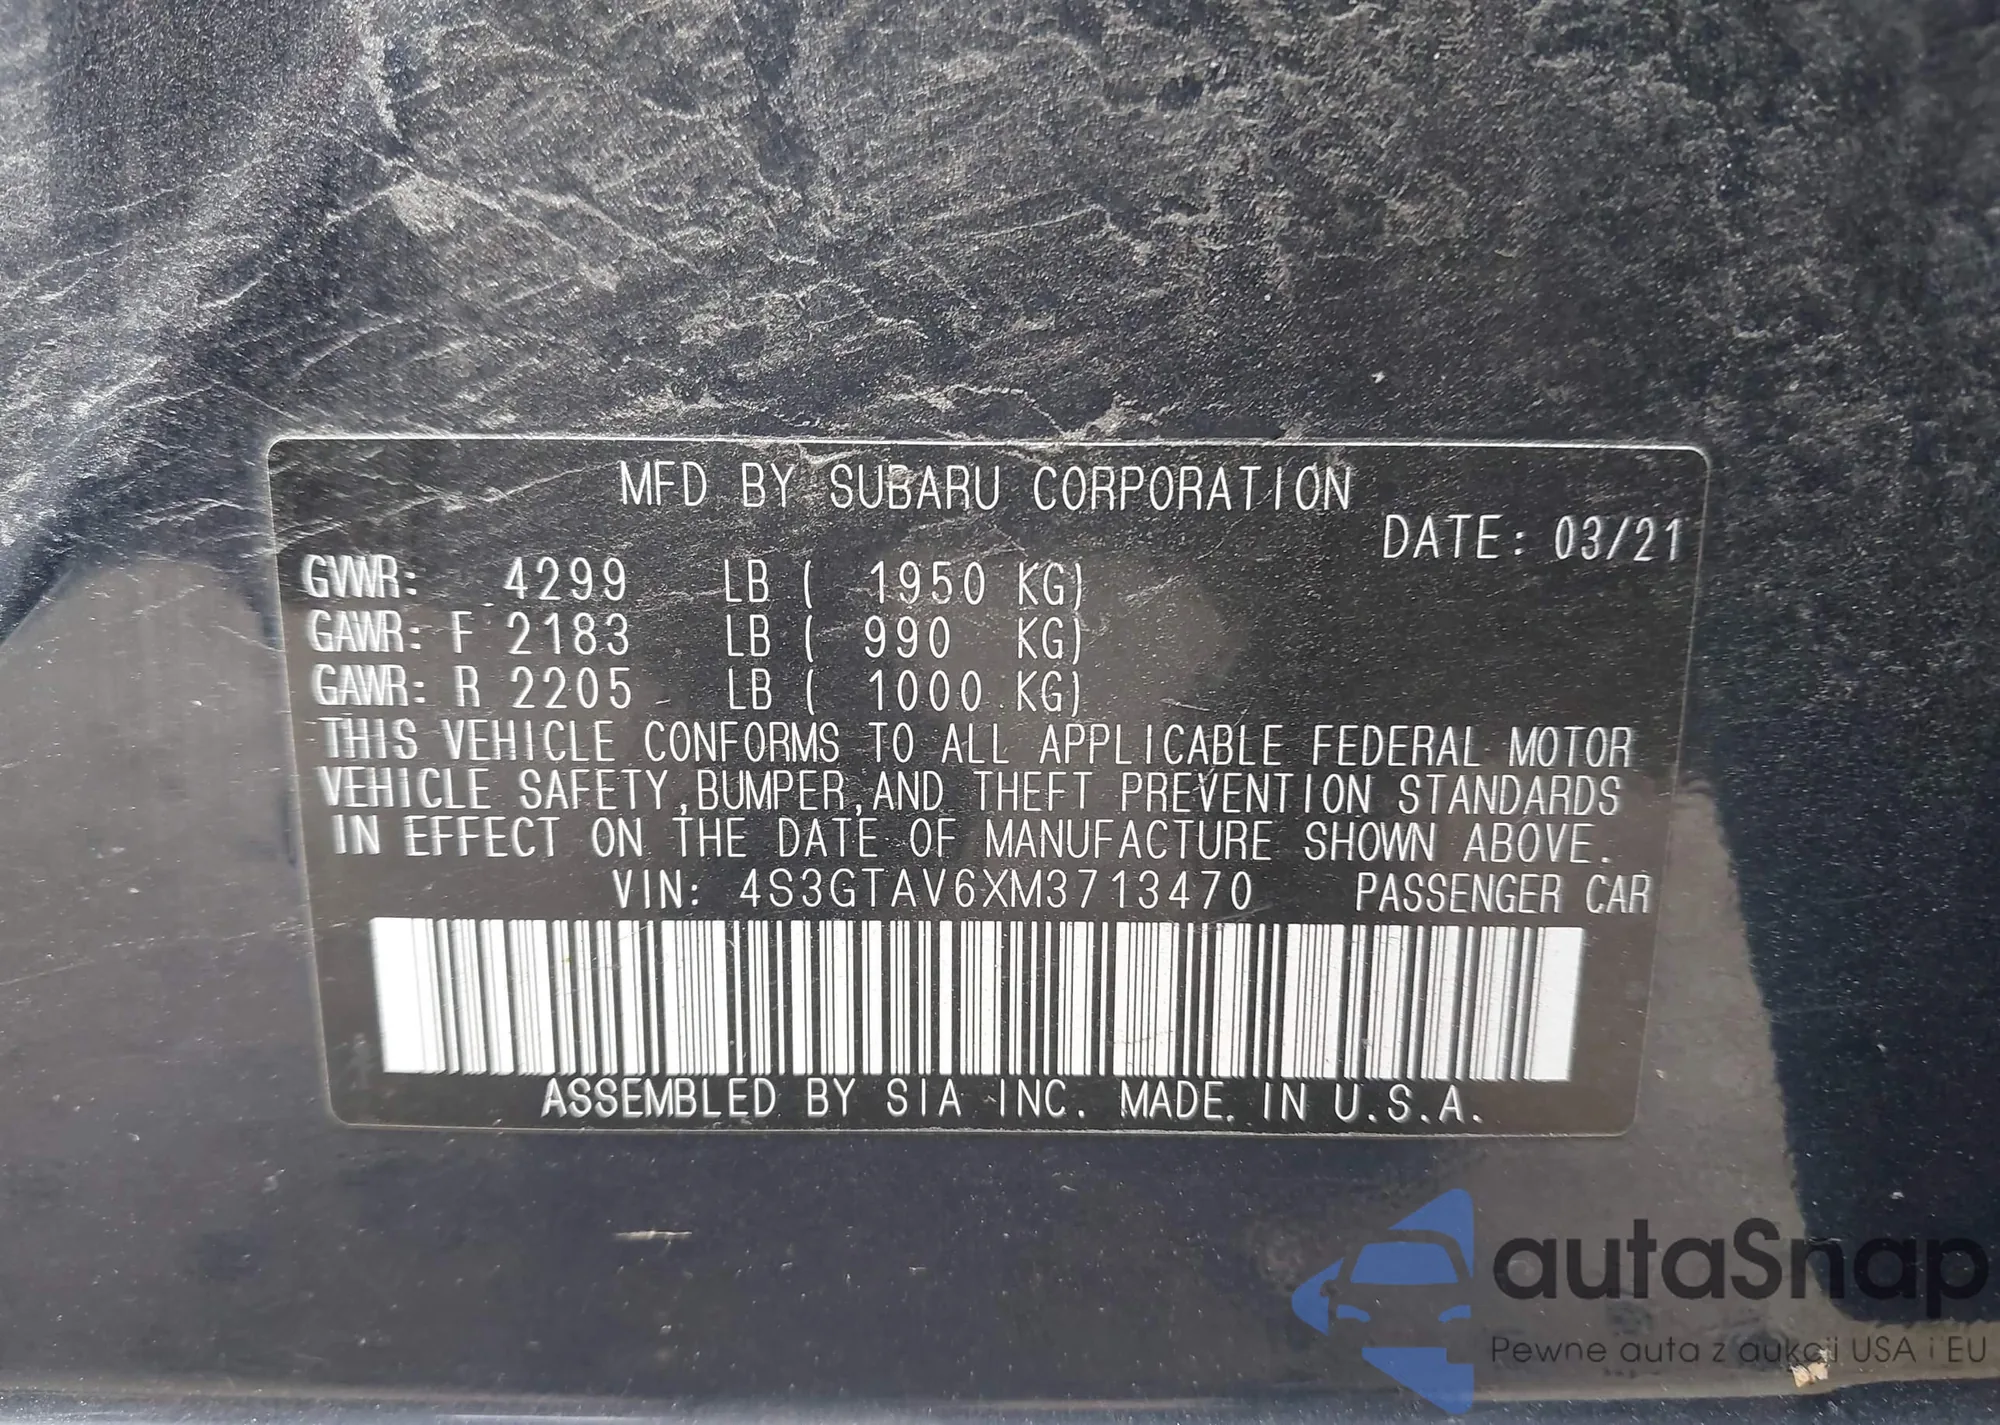 MFD BY SUBARU CORPORATION
DATE: 03/21
GVWR: 4299 LB ( 1950 KG)
GAWR: F 2183 LB ( 990 KG)
GAWR: R 2205 LB ( 1000 KG)
THIS VEHICLE CONFORMS TO ALL APPLICABLE FEDERAL MOTOR
VEHICLE SAFETY, BUMPER, AND THEFT PREVENTION STANDARDS
IN EFFECT ON THE DATE OF MANUFACTURE SHOWN ABOVE.
VIN: 4S3GTAV6XM3713470 PASSENGER CAR
ASSEMBLED BY SIA INC. MADE IN U.S.A.
autaSnap
Pewne auta z aukcji USA i EU